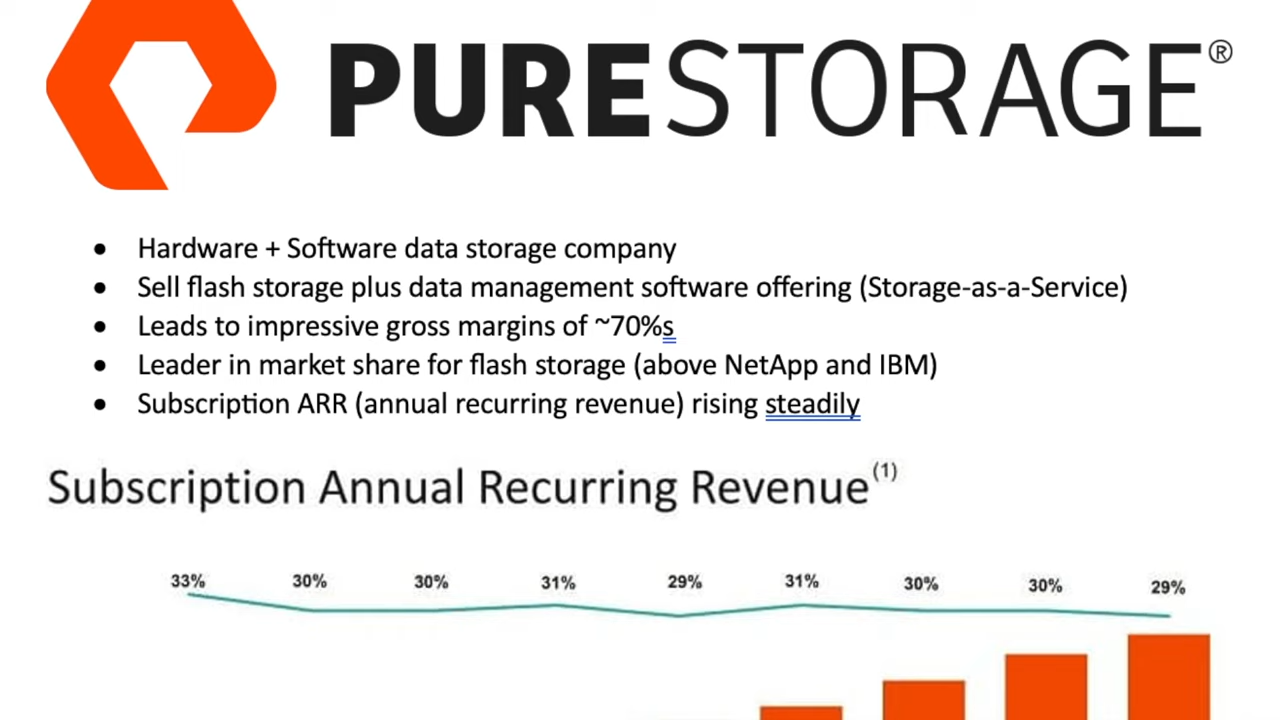 PURESTORAGE®
• Hardware + Software data storage company
• Sell flash storage plus data management software offering (Storage-as-a-Service)
• Leads to impressive gross margins of ~70%s
• Leader in market share for flash storage (above NetApp and IBM)
• Subscription ARR (annual recurring revenue) rising steadily
Subscription Annual Recurring Revenue(1)
33% 30% 30% 31% 29% 31% 30% 30% 29%